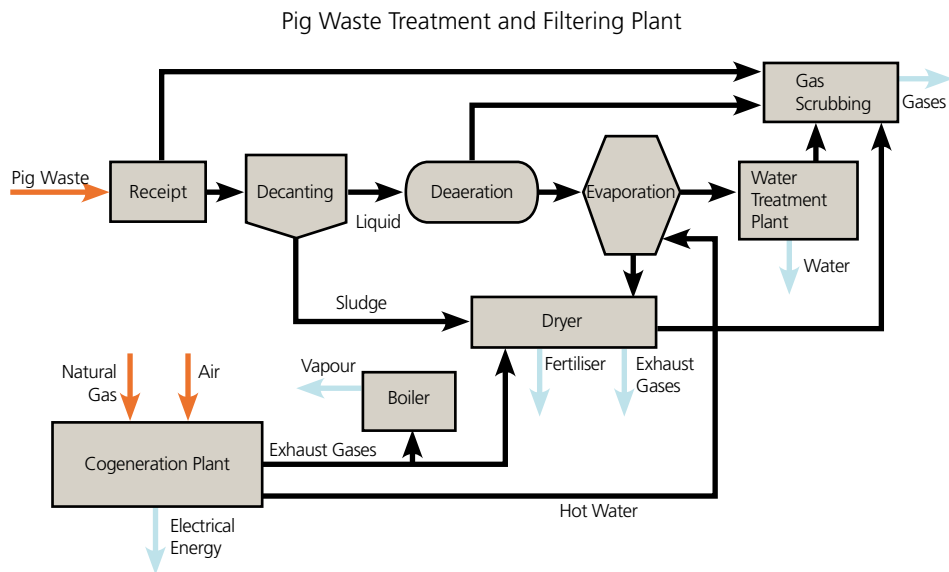 Pig Waste Treatment and Filtering Plant
Gas
Scrubbing
Gases
Pig Waste
Receipt
Decanting
Liquid
Deaeration
Evaporation
Water
Treatment
Plant
Water
Sludge
Dryer
Fertiliser
Exhaust
Gases
Natural
Gas
Air
Vapour
Boiler
Cogeneration Plant
Exhaust Gases
Hot Water
Electrical
Energy